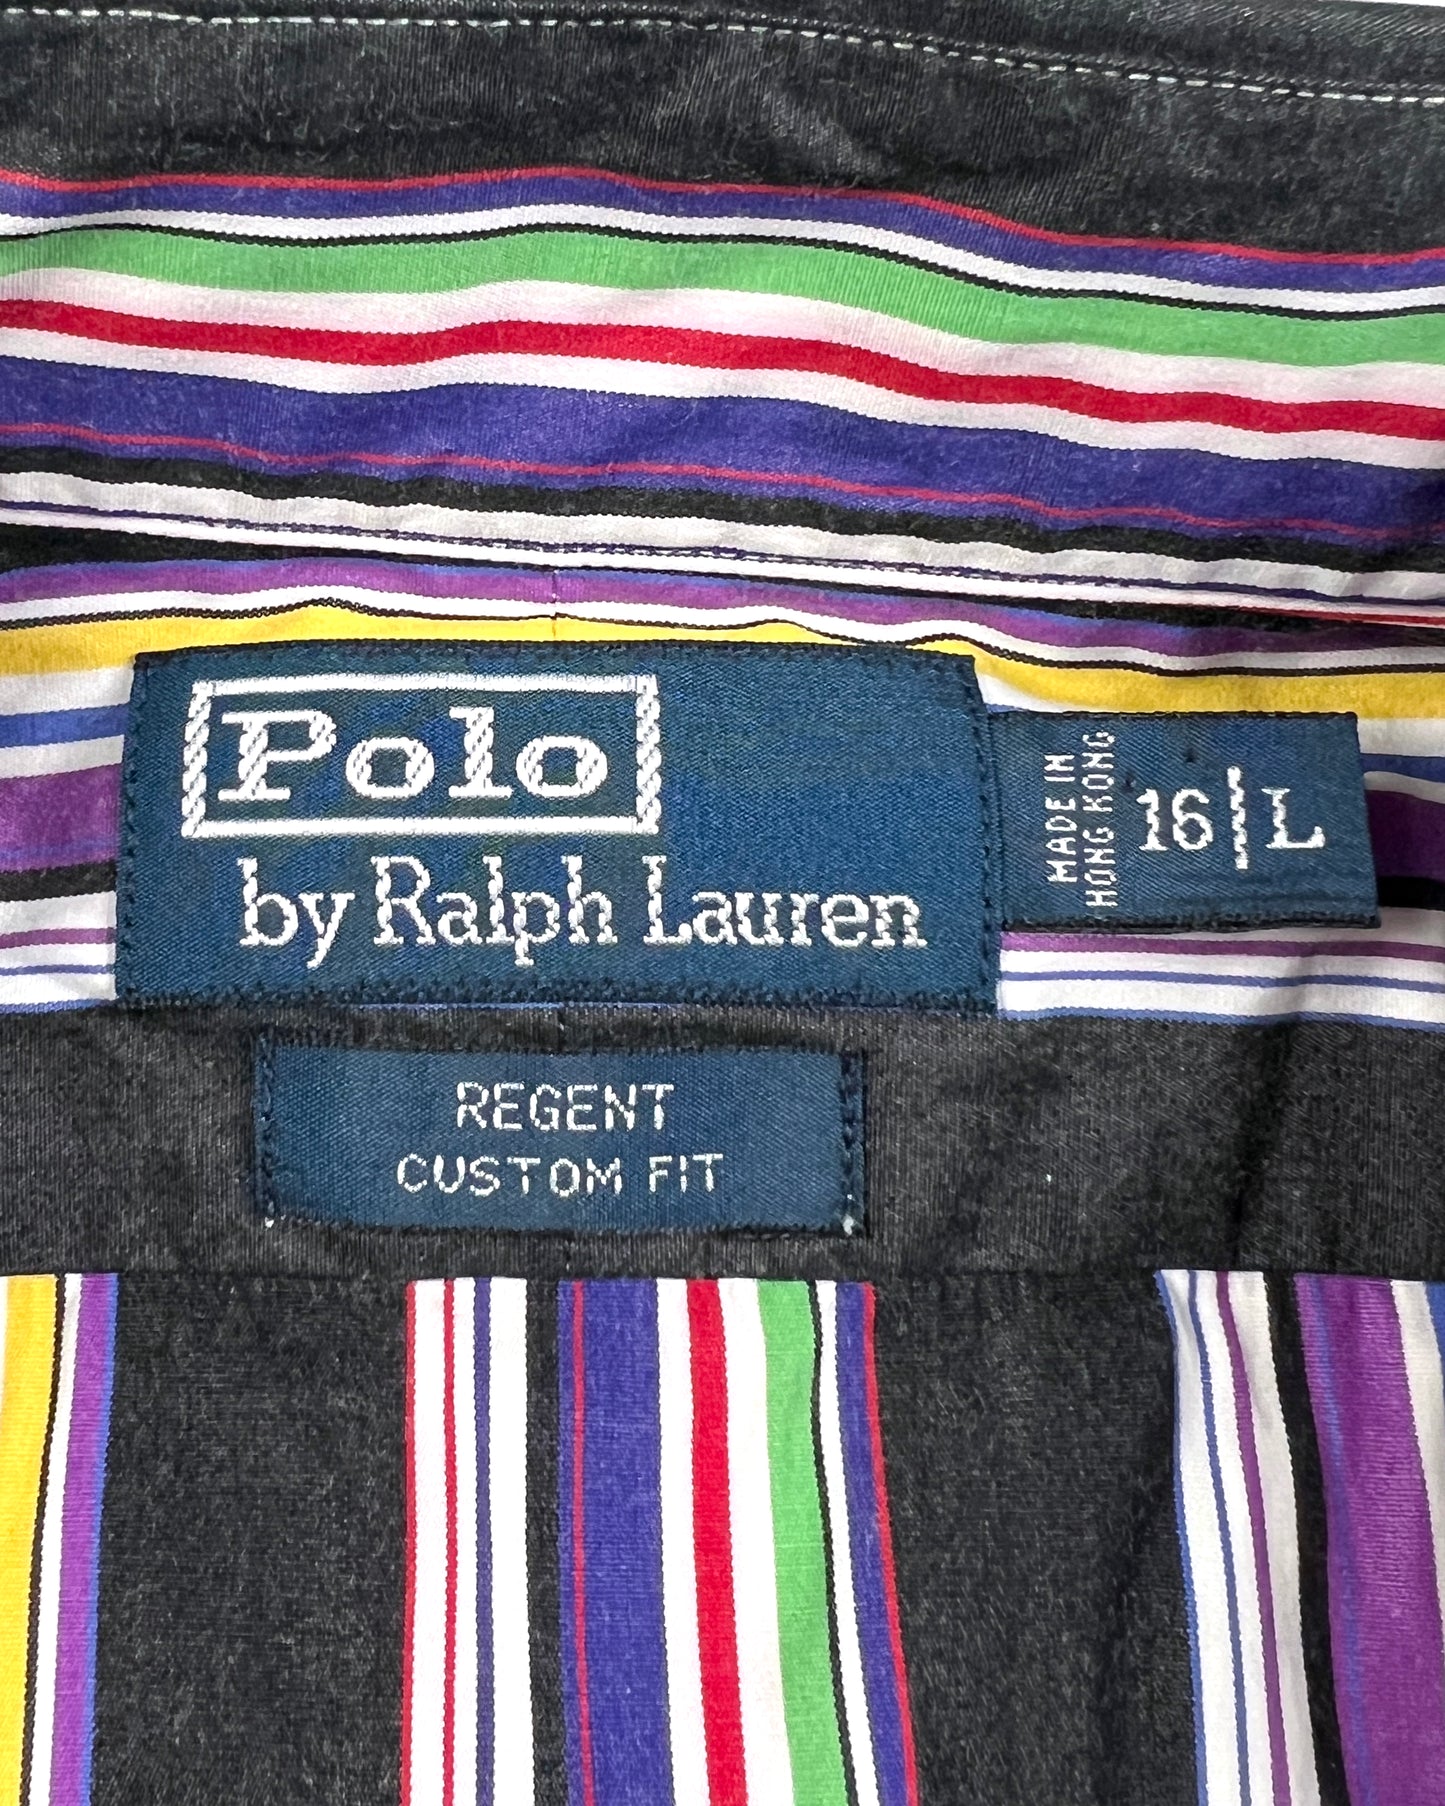 Polo
by Ralph Lauren
MADE IN
HONG KONG
16|L
REGENT
CUSTOM FIT